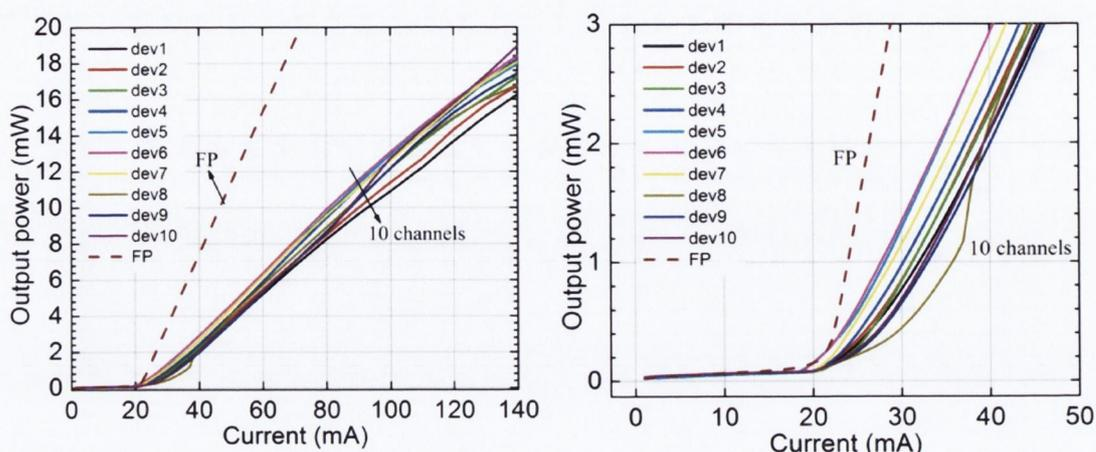 20
18
16
14
12
10
8
6
4
2
0
Output power (mW)
dev1
dev2
dev3
dev4
dev5
dev6
dev7
dev8
dev9
dev10
FP
FP
10 channels
0 20 40 60 80 100 120 140
Current (mA)
3
2
1
0
Output power (mW)
dev1
dev2
dev3
dev4
dev5
dev6
dev7
dev8
dev9
dev10
FP
FP
10 channels
0 10 20 30 40 50
Current (mA)